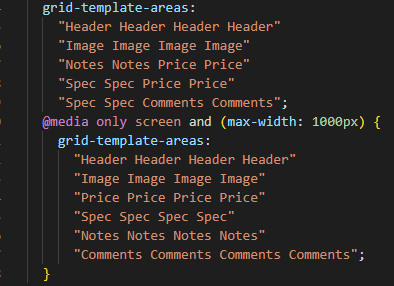 grid-template-areas:
"Header Header Header Header"
"Image Image Image Image"
"Notes Notes Price Price"
"Spec Spec Price Price"
"Spec Spec Comments Comments";
@media only screen and (max-width: 1000px) {
grid-template-areas:
"Header Header Header Header"
"Image Image Image Image"
"Price Price Price Price"
"Spec Spec Spec Spec"
"Notes Notes Notes Notes"
"Comments Comments Comments Comments";
}